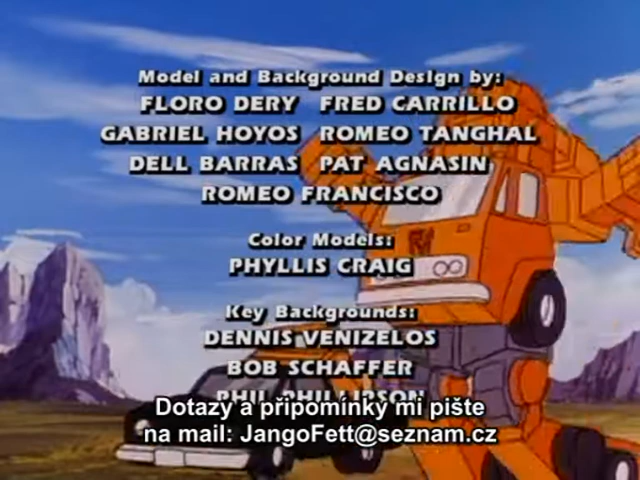 Model and Background Design by:
FLORO DERY FRED CARRILLO
GABRIEL HOYOS ROMEO TANGHAL
DELL BARRAS PAT AGNASIN
ROMEO FRANCISCO
Color Models:
PHYLLIS CRAIG
Key Backgrounds:
DENNIS VENIZELOS
BOB SCHAFFER
PHIL PHILLIPSON
Dotazy a připomínky mi pište
na mail: JangoFett@seznam.cz